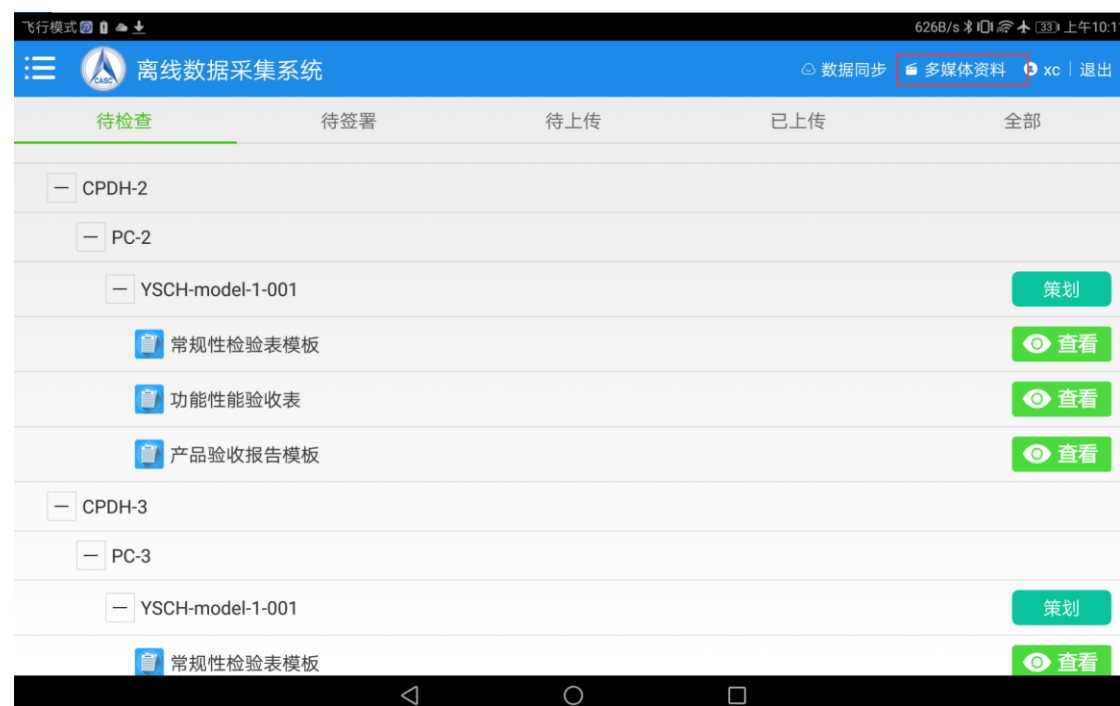 飞行模式 626B/s 33 上午10:1
CASC 离线数据采集系统 数据同步 多媒体资料 xc | 退出
待检查 待签署 待上传 已上传 全部
CPDH-2
PC-2
YSCH-model-1-001 策划
常规性检验表模板 查看
功能性能验收表 查看
产品验收报告模板 查看
CPDH-3
PC-3
YSCH-model-1-001 策划
常规性检验表模板 查看